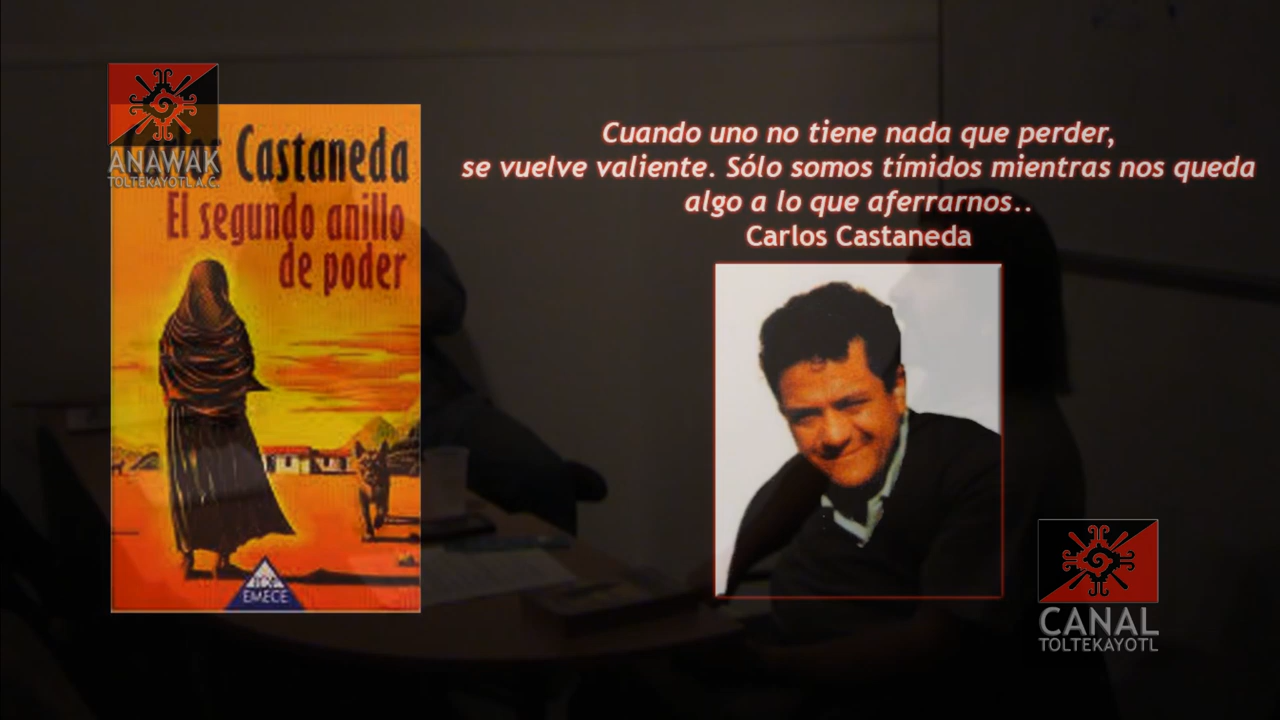 ANAWAK
TOLTEKAYOTL A.C.
Castaneda
El segundo anillo
de poder
EMECE
Cuando uno no tiene nada que perder,
se vuelve valiente. Sólo somos tímidos mientras nos queda
algo a lo que aferrarnos..
Carlos Castaneda
CANAL
TOLTEKAYOTL